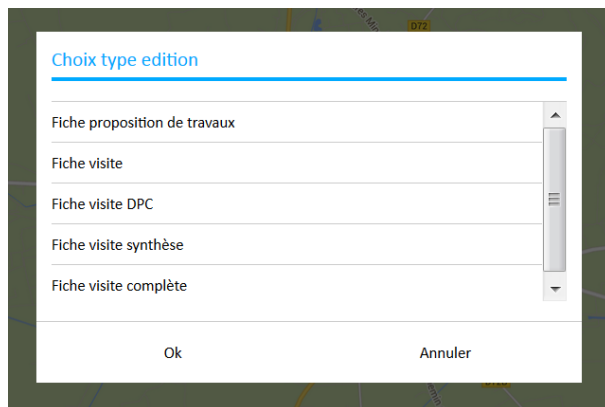 D72
Choix type edition
Fiche proposition de travaux
Fiche visite
Fiche visite DPC
Fiche visite synthèse
Fiche visite complète
Ok
Annuler